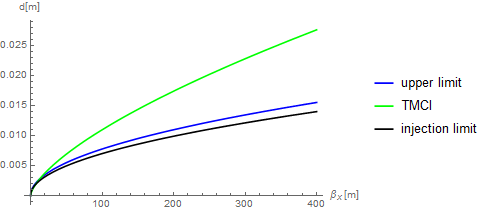 d[m]
0.025
0.020
0.015
0.010
0.005
100
200
300
400
βx[m]
upper limit
TMCI
injection limit